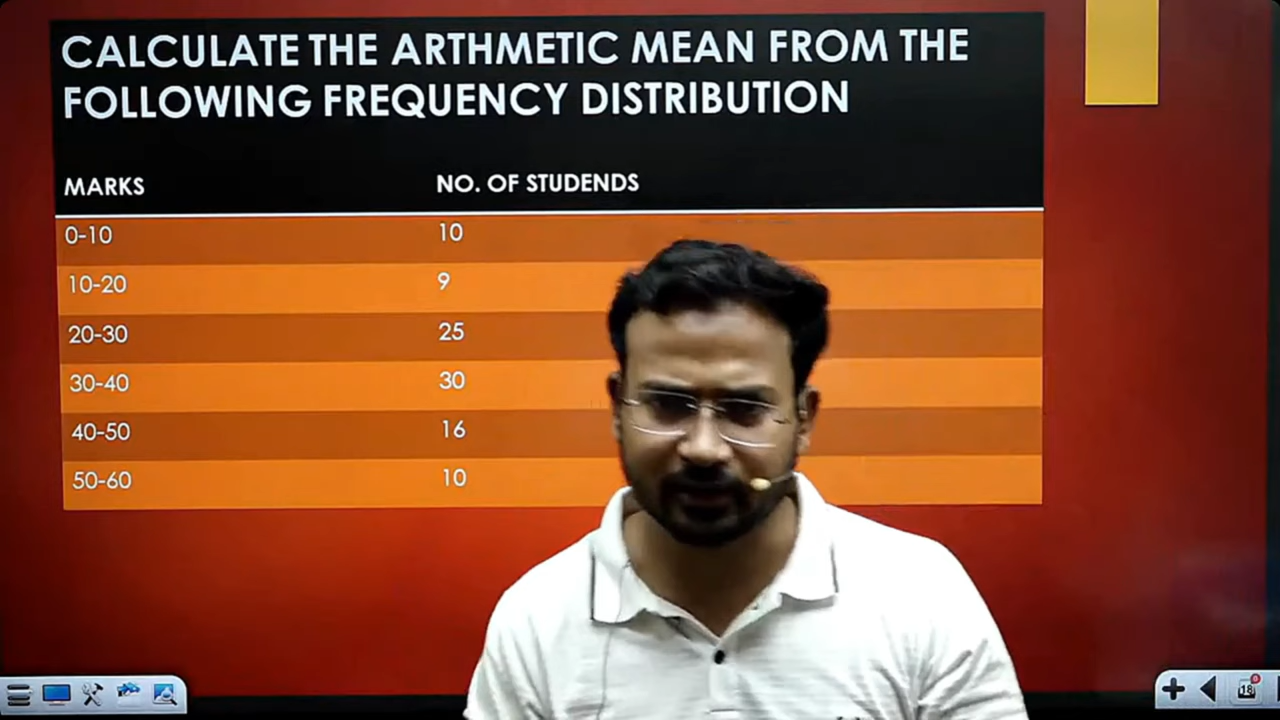 CALCULATE THE ARTHMETIC MEAN FROM THE
FOLLOWING FREQUENCY DISTRIBUTION
MARKS NO. OF STUDENDS
0-10 10
10-20 9
20-30 25
30-40 30
40-50 16
50-60 10
18